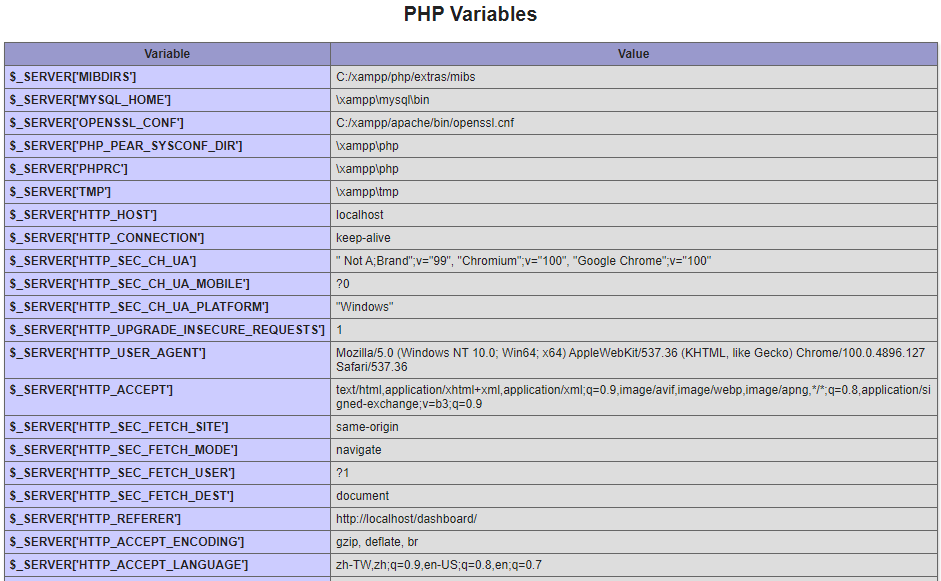 PHP Variables
Variable Value
$_SERVER['MIBDIRS'] C:/xampp/php/extras/mibs
$_SERVER['MYSQL_HOME'] \xampp\mysql\bin
$_SERVER['OPENSSL_CONF'] C:/xampp/apache/bin/openssl.cnf
$_SERVER['PHP_PEAR_SYSCONF_DIR'] \xampp\php
$_SERVER['PHPRC'] \xampp\php
$_SERVER['TMP'] \xampp\tmp
$_SERVER['HTTP_HOST'] localhost
$_SERVER['HTTP_CONNECTION'] keep-alive
$_SERVER['HTTP_SEC_CH_UA'] " Not A;Brand";v="99", "Chromium";v="100", "Google Chrome";v="100"
$_SERVER['HTTP_SEC_CH_UA_MOBILE'] ?0
$_SERVER['HTTP_SEC_CH_UA_PLATFORM'] "Windows"
$_SERVER['HTTP_UPGRADE_INSECURE_REQUESTS'] 1
$_SERVER['HTTP_USER_AGENT'] Mozilla/5.0 (Windows NT 10.0; Win64; x64) AppleWebKit/537.36 (KHTML, like Gecko) Chrome/100.0.4896.127
Safari/537.36
$_SERVER['HTTP_ACCEPT'] text/html,application/xhtml+xml,application/xml;q=0.9,image/avif,image/webp,image/apng,*/*;q=0.8,application/si
gned-exchange;v=b3;q=0.9
$_SERVER['HTTP_SEC_FETCH_SITE'] same-origin
$_SERVER['HTTP_SEC_FETCH_MODE'] navigate
$_SERVER['HTTP_SEC_FETCH_USER'] ?1
$_SERVER['HTTP_SEC_FETCH_DEST'] document
$_SERVER['HTTP_REFERER'] http://localhost/dashboard/
$_SERVER['HTTP_ACCEPT_ENCODING'] gzip, deflate, br
$_SERVER['HTTP_ACCEPT_LANGUAGE'] zh-TW,zh;q=0.9,en-US;q=0.8,en;q=0.7